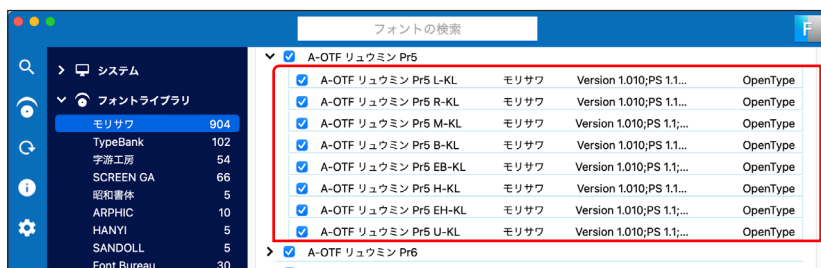 フォントの検索
F
システム
フォントライブラリ
モリサワ 904
TypeBank 102
字游工房 54
SCREEN GA 66
昭和書体 5
ARPHIC 10
HANYI 5
SANDOLL 5
Font Bureau 30
A-OTF リュウミン Pr5
A-OTF リュウミン Pr5 L-KL モリサワ Version 1.010;PS 1.1... OpenType
A-OTF リュウミン Pr5 R-KL モリサワ Version 1.010;PS 1.1... OpenType
A-OTF リュウミン Pr5 M-KL モリサワ Version 1.010;PS 1.1;... OpenType
A-OTF リュウミン Pr5 B-KL モリサワ Version 1.010;PS 1.1;... OpenType
A-OTF リュウミン Pr5 EB-KL モリサワ Version 1.010;PS 1.1;... OpenType
A-OTF リュウミン Pr5 H-KL モリサワ Version 1.010;PS 1.1... OpenType
A-OTF リュウミン Pr5 EH-KL モリサワ Version 1.010;PS 1.1;... OpenType
A-OTF リュウミン Pr5 U-KL モリサワ Version 1.010;PS 1.1;... OpenType
A-OTF リュウミン Pr6